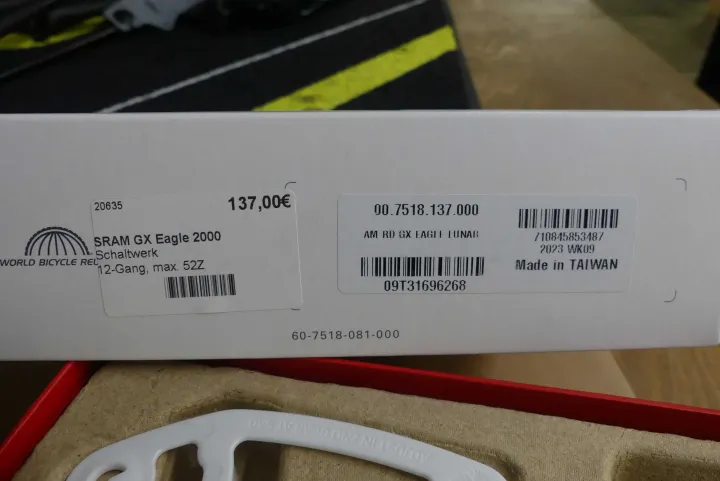 20635
137,00€
SRAM GX Eagle 2000
Schaltwerk
12-Gang, max. 52Z
WORLD BICYCLE REL
00.7518.137.000
AM RD GX EAGLE LUNAR
09T31696268
710845853487
2023 WK09
Made in TAIWAN
60-7518-081-000